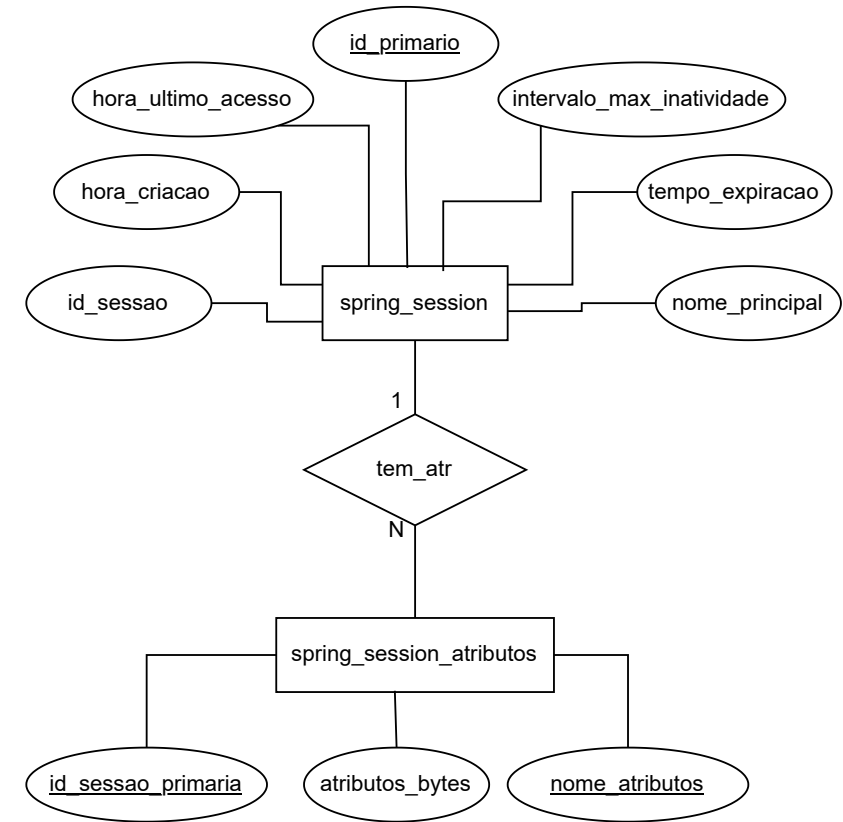 id_primario
hora_ultimo_acesso
intervalo_max_inatividade
hora_criacao
tempo_expiracao
id_sessao
spring_session
nome_principal
1
tem_atr
N
spring_session_atributos
id_sessao_primaria
atributos_bytes
nome_atributos